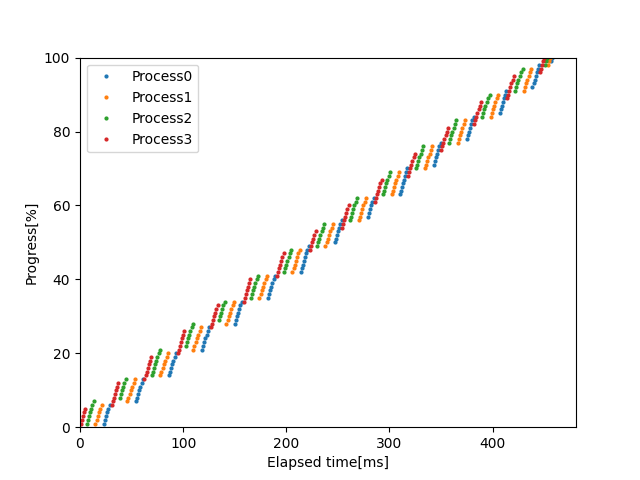 100
80
60
40
20
0
Progress[%]
Process0
Process1
Process2
Process3
0 100 200 300 400
Elapsed time[ms]